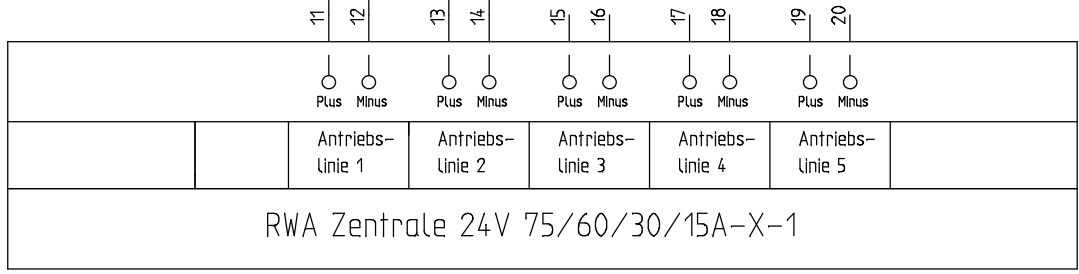 11 12 13 14 15 16 17 18 19 20
Plus Minus Plus Minus Plus Minus Plus Minus Plus Minus
Antriebs- Antriebs- Antriebs- Antriebs- Antriebs-
linie 1 linie 2 linie 3 linie 4 linie 5
RWA Zentrale 24V 75/60/30/15A-X-1